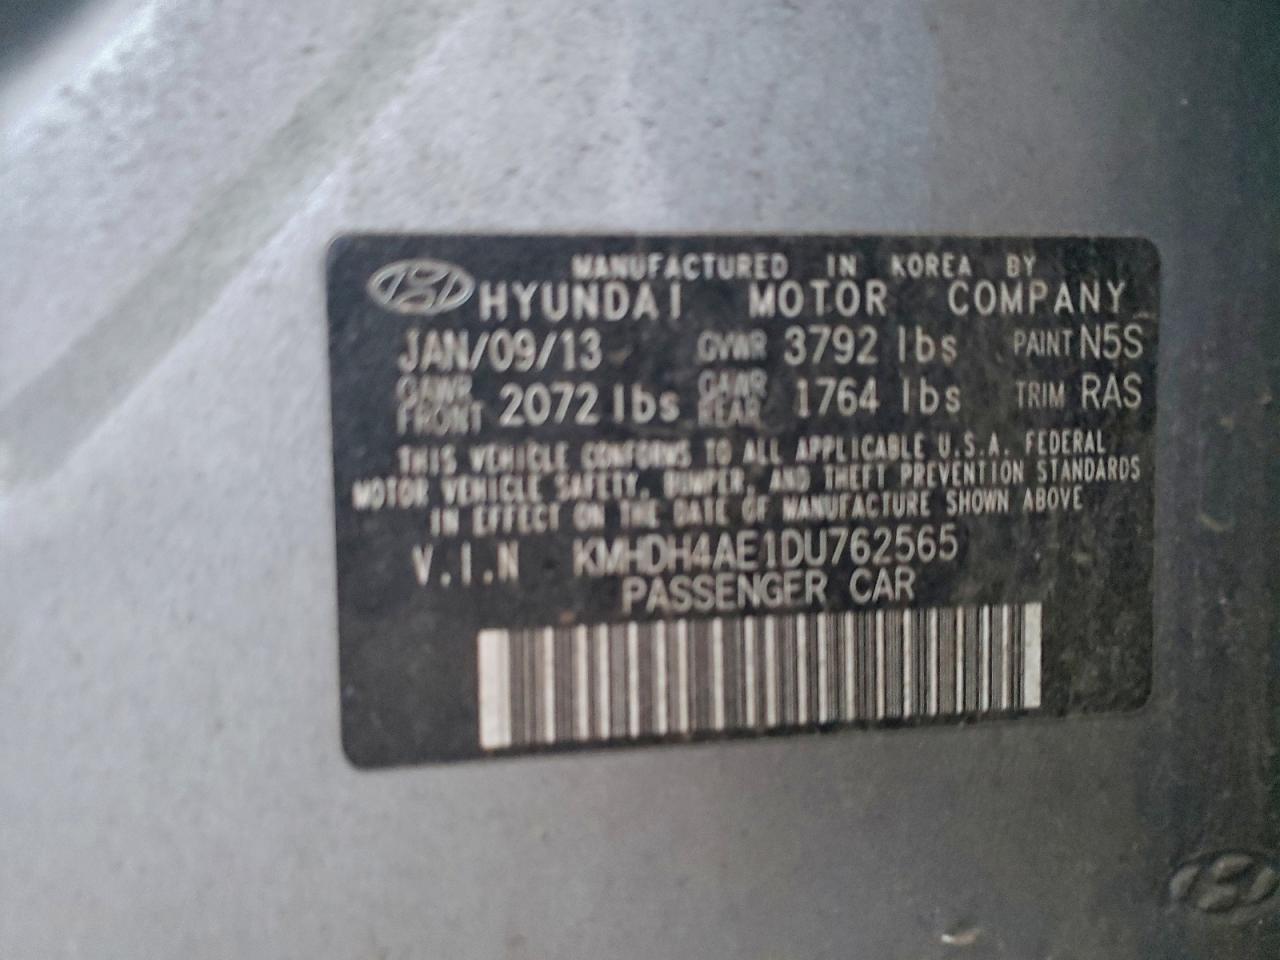 MANUFACTURED IN KOREA BY
HYUNDAI MOTOR COMPANY
JAN/09/13 GVWR 3792 lbs PAINT N5S
GAWR FRONT 2072 lbs GAWR REAR 1764 lbs TRIM RAS
THIS VEHICLE CONFORMS TO ALL APPLICABLE U.S.A. FEDERAL
MOTOR VEHICLE SAFETY, BUMPER, AND THEFT PREVENTION STANDARDS
IN EFFECT ON THE DATE OF MANUFACTURE SHOWN ABOVE
V.I.N KMHDH4AE1DU762565
PASSENGER CAR